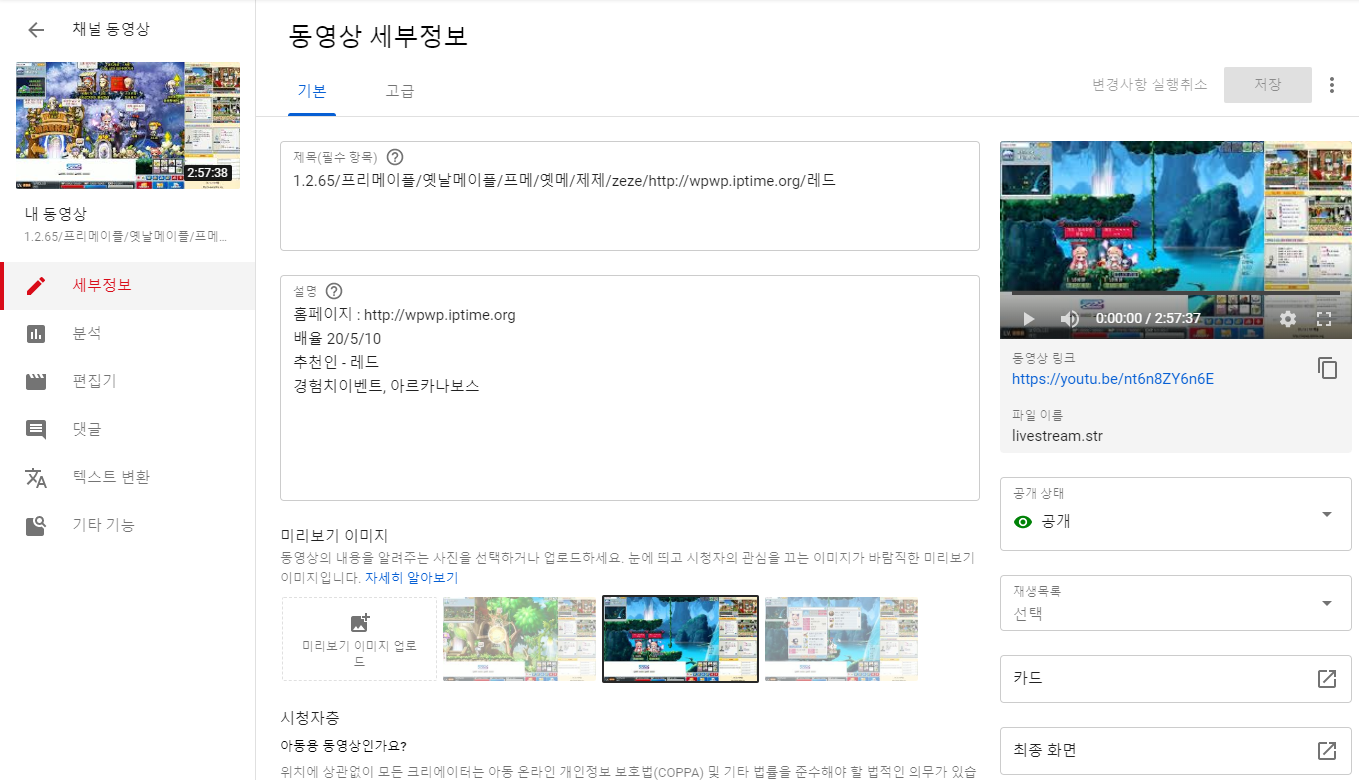 채널 동영상
2:57:38
내 동영상
1.2.65/프리메이플/옛날메이플/프메...
세부정보
분석
편집기
댓글
텍스트 변환
기타 기능
동영상 세부정보
기본
고급
변경사항 실행취소
저장
제목(필수 항목)
1.2.65/프리메이플/옛날메이플/프메/옛메/제제/zeze/http://wpwp.iptime.org/레드
설명
홈페이지 : http://wpwp.iptime.org
배율 20/5/10
추천인 - 레드
경험치이벤트, 아르카나보스
미리보기 이미지
동영상의 내용을 알려주는 사진을 선택하거나 업로드하세요. 눈에 띄고 시청자의 관심을 끄는 이미지가 바람직한 미리보기
이미지입니다. 자세히 알아보기
미리보기 이미지 업로
드
시청자층
아동용 동영상인가요?
위치에 상관없이 모든 크리에이터는 아동 온라인 개인정보 보호법(COPPA) 및 기타 법률을 준수해야 할 법적인 의무가 있습
0:00:00 / 2:57:37
동영상 링크
https://youtu.be/nt6n8ZY6n6E
파일 이름
livestream.str
공개 상태
공개
재생목록
선택
카드
최종 화면